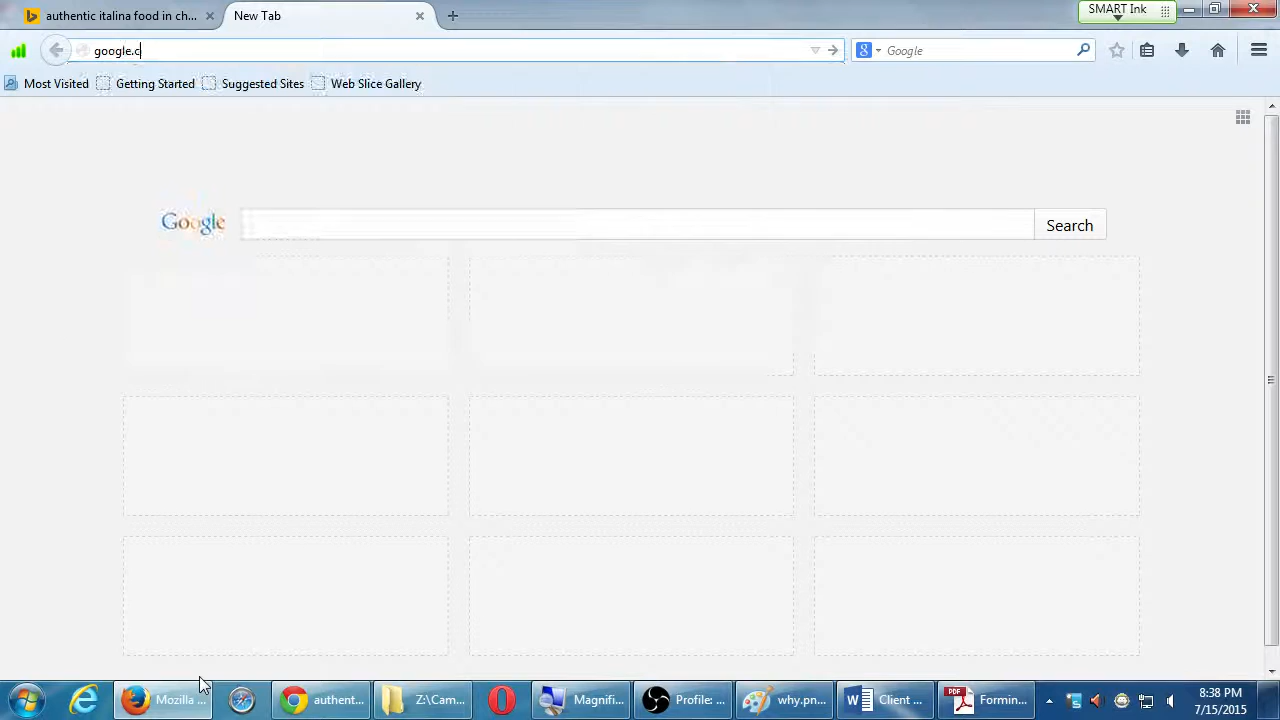 authentic italina food in ch...
New Tab
SMART Ink
google.c
Google
Most Visited
Getting Started
Suggested Sites
Web Slice Gallery
Google
Search
Mozilla ...
authent...
Z:\Cam...
Magnifi...
Profile: ...
why.pn...
Client ...
PDF
Formin...
8:38 PM
7/15/2015